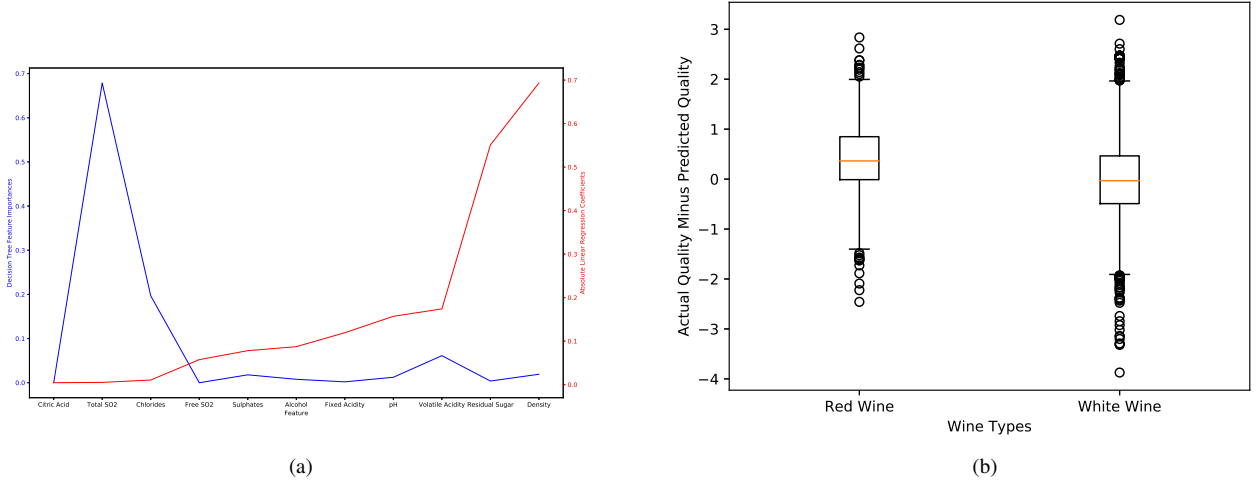 0.7
0.6
0.5
0.4
0.3
0.2
0.1
0.0
Decision Tree Feature Importances
0.7
0.6
0.5
0.4
0.3
0.2
0.1
0.0
Absolute Linear Regression Coefficients
Citric Acid Total SO2 Chlorides Free SO2 Sulphates Alcohol Fixed Acidity pH Volatile Acidity Residual Sugar Density
Feature
(a)
3
2
1
0
−1
−2
−3
−4
Actual Quality Minus Predicted Quality
Red Wine White Wine
Wine Types
(b)